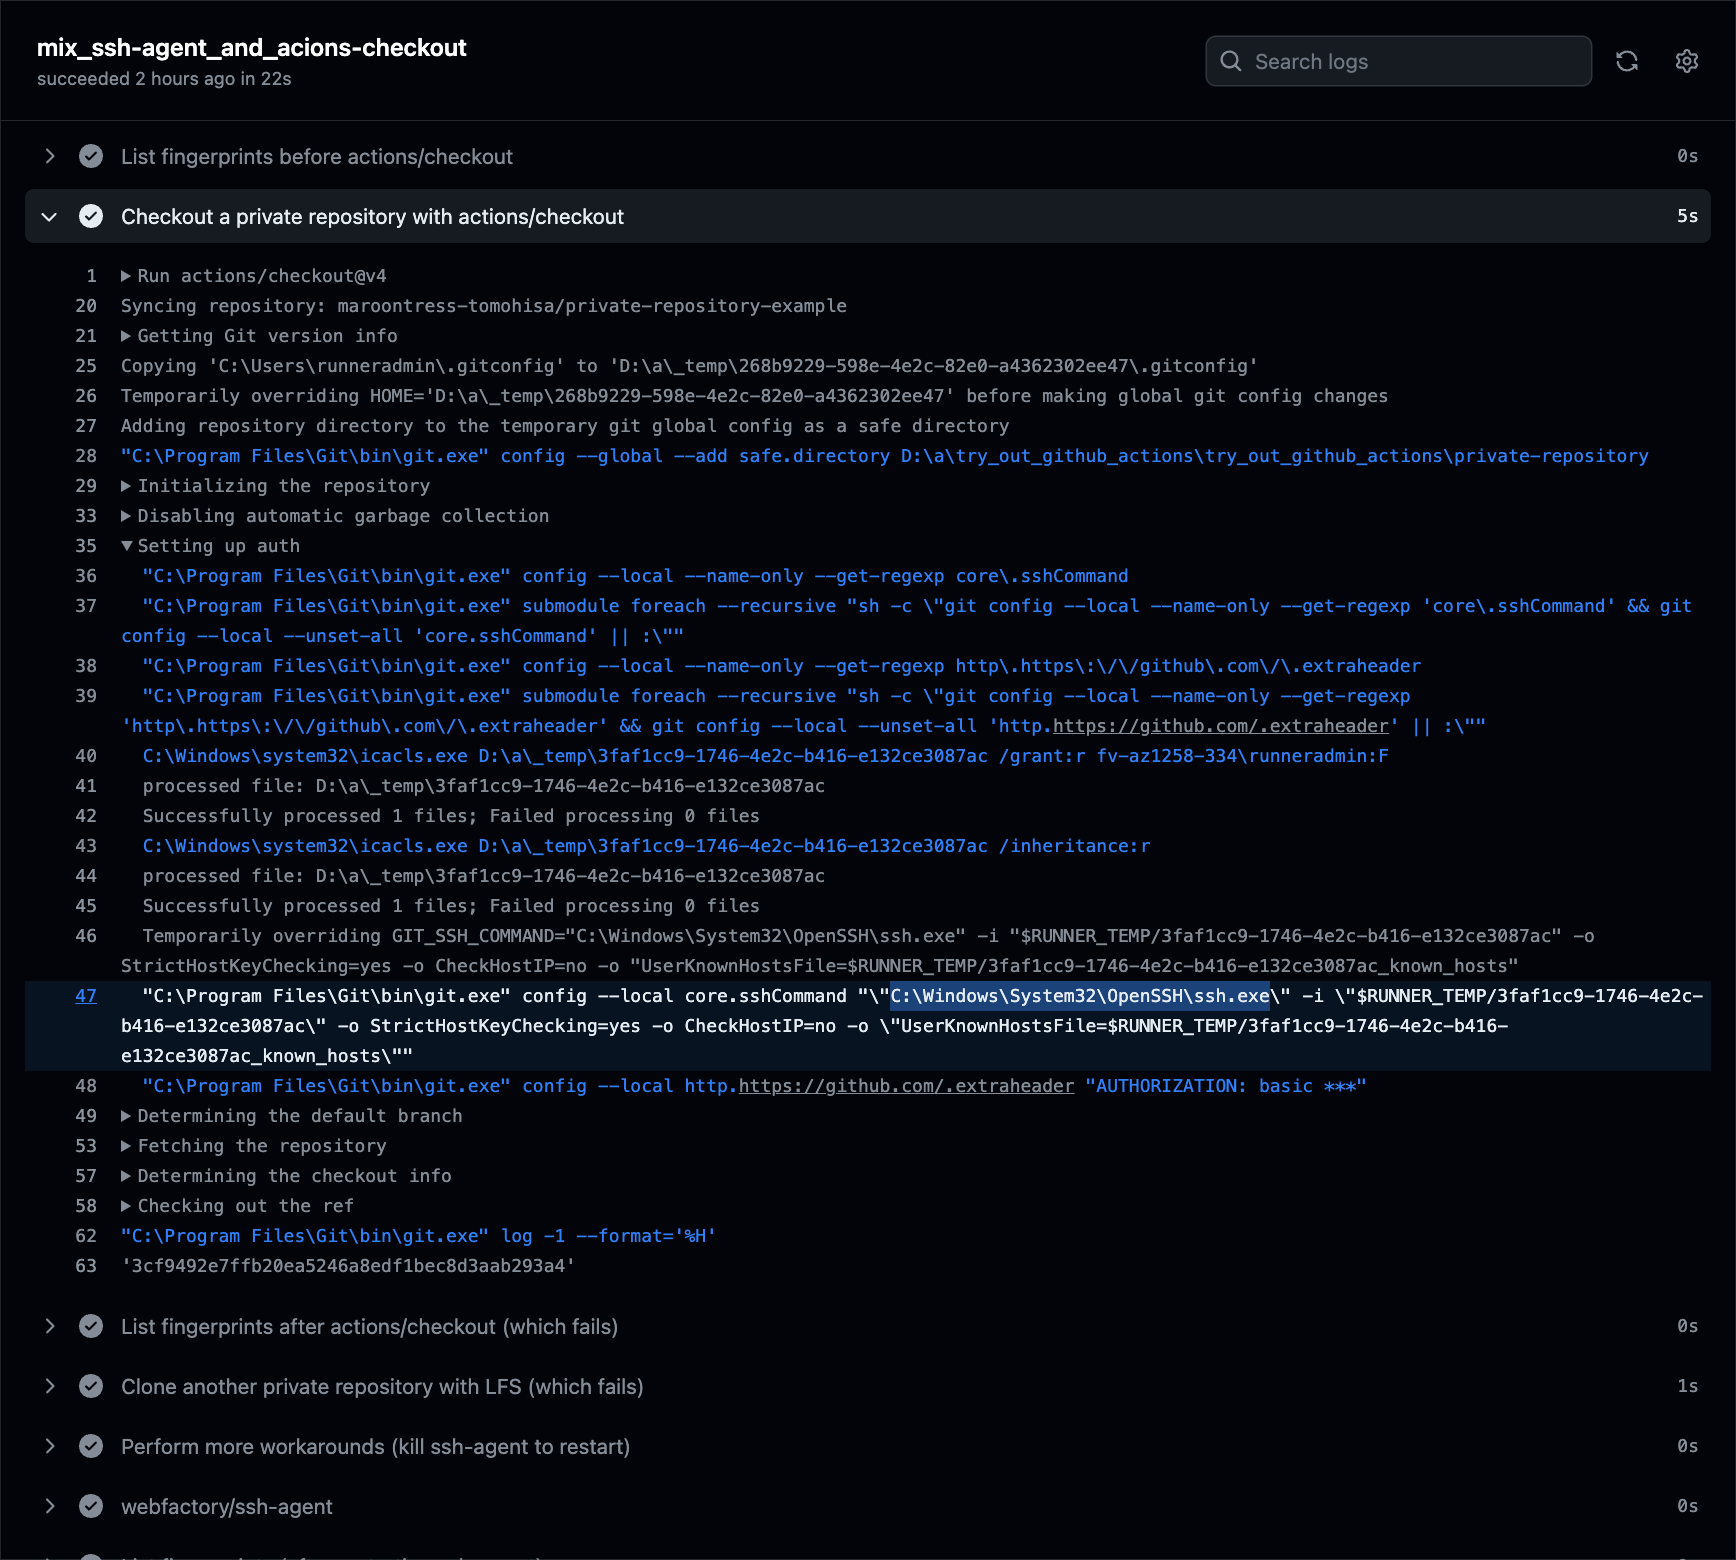 mix_ssh-agent_and_acions-checkout
succeeded 2 hours ago in 22s
Search logs
List fingerprints before actions/checkout 0s
Checkout a private repository with actions/checkout 5s
1 Run actions/checkout@v4
20 Syncing repository: maroontress-tomohisa/private-repository-example
21 Getting Git version info
25 Copying 'C:\Users\runneradmin\.gitconfig' to 'D:\a\_temp\268b9229-598e-4e2c-82e0-a4362302ee47\.gitconfig'
26 Temporarily overriding HOME='D:\a\_temp\268b9229-598e-4e2c-82e0-a4362302ee47' before making global git config changes
27 Adding repository directory to the temporary git global config as a safe directory
28 "C:\Program Files\Git\bin\git.exe" config --global --add safe.directory D:\a\try_out_github_actions\try_out_github_actions\private-repository
29 Initializing the repository
33 Disabling automatic garbage collection
35 Setting up auth
36 "C:\Program Files\Git\bin\git.exe" config --local --name-only --get-regexp core\.sshCommand
37 "C:\Program Files\Git\bin\git.exe" submodule foreach --recursive "sh -c \"git config --local --name-only --get-regexp 'core\.sshCommand' && git
config --local --unset-all 'core.sshCommand' || :\""
38 "C:\Program Files\Git\bin\git.exe" config --local --name-only --get-regexp http\.https\:\/\/github\.com\/\.extraheader
39 "C:\Program Files\Git\bin\git.exe" submodule foreach --recursive "sh -c \"git config --local --name-only --get-regexp
'http\.https\:\/\/github\.com\/\.extraheader' && git config --local --unset-all 'http.https://github.com/.extraheader' || :\""
40 C:\Windows\system32\icacls.exe D:\a\_temp\3faf1cc9-1746-4e2c-b416-e132ce3087ac /grant:r fv-az1258-334\runneradmin:F
41 processed file: D:\a\_temp\3faf1cc9-1746-4e2c-b416-e132ce3087ac
42 Successfully processed 1 files; Failed processing 0 files
43 C:\Windows\system32\icacls.exe D:\a\_temp\3faf1cc9-1746-4e2c-b416-e132ce3087ac /inheritance:r
44 processed file: D:\a\_temp\3faf1cc9-1746-4e2c-b416-e132ce3087ac
45 Successfully processed 1 files; Failed processing 0 files
46 Temporarily overriding GIT_SSH_COMMAND="C:\Windows\System32\OpenSSH\ssh.exe" -i "$RUNNER_TEMP/3faf1cc9-1746-4e2c-b416-e132ce3087ac" -o
StrictHostKeyChecking=yes -o CheckHostIP=no -o "UserKnownHostsFile=$RUNNER_TEMP/3faf1cc9-1746-4e2c-b416-e132ce3087ac_known_hosts"
47 "C:\Program Files\Git\bin\git.exe" config --local core.sshCommand "\"C:\Windows\System32\OpenSSH\ssh.exe\" -i \"$RUNNER_TEMP/3faf1cc9-1746-4e2c-
b416-e132ce3087ac\" -o StrictHostKeyChecking=yes -o CheckHostIP=no -o \"UserKnownHostsFile=$RUNNER_TEMP/3faf1cc9-1746-4e2c-b416-
e132ce3087ac_known_hosts\""
48 "C:\Program Files\Git\bin\git.exe" config --local http.https://github.com/.extraheader "AUTHORIZATION: basic ***"
49 Determining the default branch
53 Fetching the repository
57 Determining the checkout info
58 Checking out the ref
62 "C:\Program Files\Git\bin\git.exe" log -1 --format='%H'
63 '3cf9492e7ffb20ea5246a8edf1bec8d3aab293a4'
List fingerprints after actions/checkout (which fails) 0s
Clone another private repository with LFS (which fails) 1s
Perform more workarounds (kill ssh-agent to restart) 0s
webfactory/ssh-agent 0s